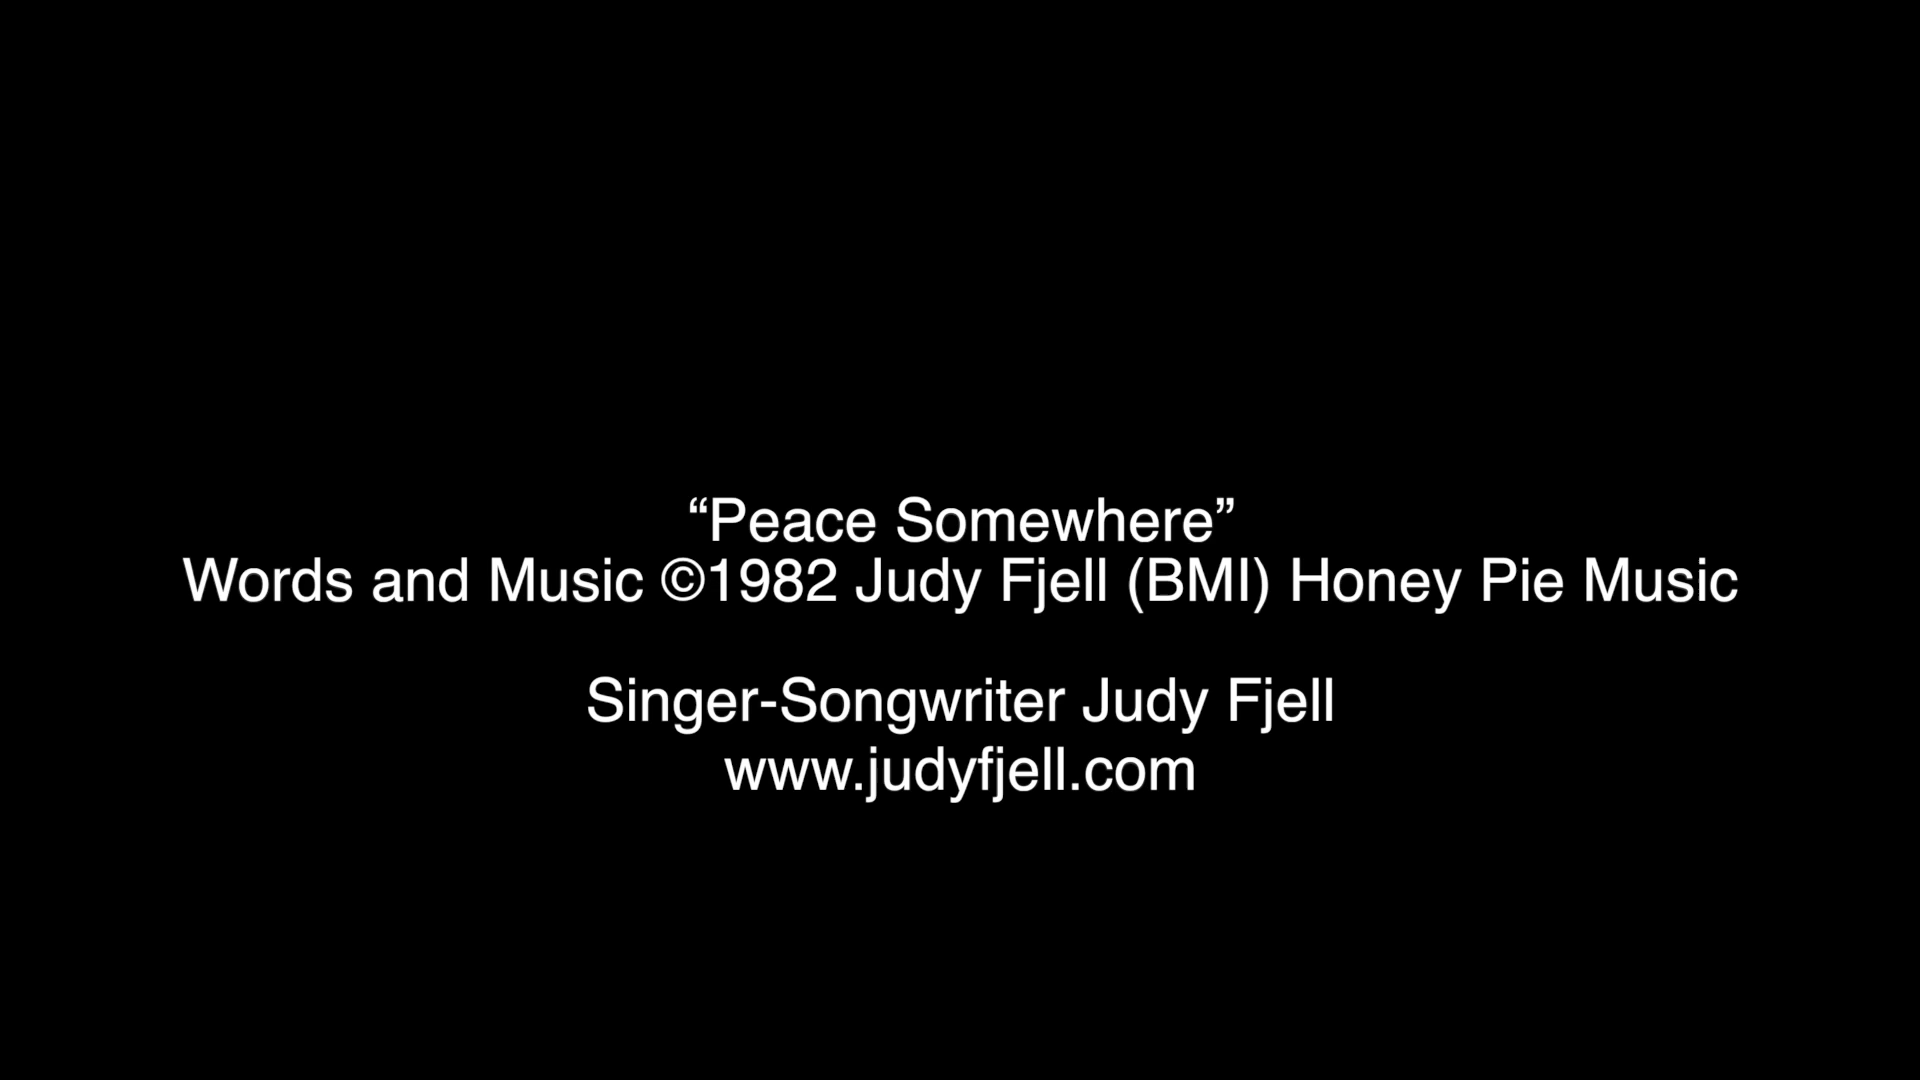 “Peace Somewhere”
Words and Music ©1982 Judy Fjell (BMI) Honey Pie Music
Singer-Songwriter Judy Fjell
www.judyfjell.com